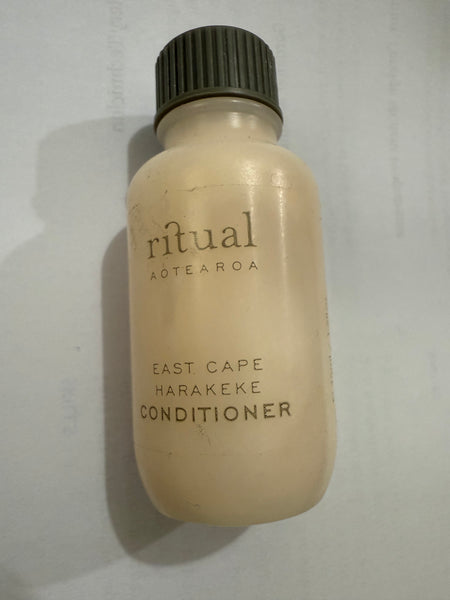 ritual
AOTEAROA
EAST CAPE
HARAKEKE
CONDITIONER